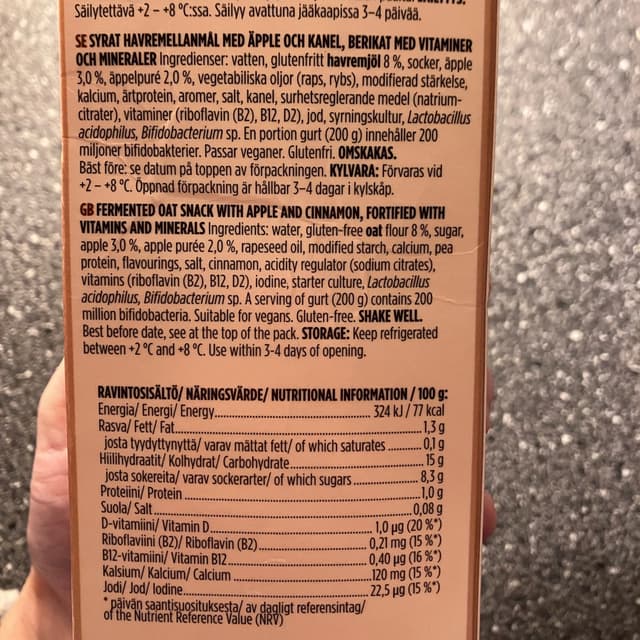 Säilytettävä +2 – +8 °C:ssa. Säilyy avattuna jääkaapissa 3–4 päivää.
SE SYRAT HAVREMELLANMÅL MED ÄPPLE OCH KANEL, BERIKAT MED VITAMINER
OCH MINERALER Ingredienser: vatten, glutenfritt havremjöl 8 %, socker, äpple
3,0 %, äppelpuré 2,0 %, vegetabiliska oljor (raps, rybs), modifierad stärkelse,
kalcium, ärtprotein, aromer, salt, kanel, surhetsreglerande medel (natrium-
citrater), vitaminer (riboflavin (B2), B12, D2), jod, syrningskultur, Lactobacillus
acidophilus, Bifidobacterium sp. En portion gurt (200 g) innehåller 200
miljoner bifidobakterier. Passar veganer. Glutenfri. OMSKAKAS.
Bäst före: se datum på toppen av förpackningen. KYLVARA: Förvaras vid
+2 – +8 °C. Öppnad förpackning är hållbar 3–4 dagar i kylskåp.
GB FERMENTED OAT SNACK WITH APPLE AND CINNAMON, FORTIFIED WITH
VITAMINS AND MINERALS Ingredients: water, gluten-free oat flour 8 %, sugar,
apple 3,0 %, apple purée 2,0 %, rapeseed oil, modified starch, calcium, pea
protein, flavourings, salt, cinnamon, acidity regulator (sodium citrates),
vitamins (riboflavin (B2), B12, D2), iodine, starter culture, Lactobacillus
acidophilus, Bifidobacterium sp. A serving of gurt (200 g) contains 200
million bifidobacteria. Suitable for vegans. Gluten-free. SHAKE WELL.
Best before date, see at the top of the pack. STORAGE: Keep refrigerated
between +2 °C and +8 °C. Use within 3-4 days of opening.
RAVINTOSISÄLTÖ/ NÄRINGSVÄRDE/ NUTRITIONAL INFORMATION / 100 g:
Energia/ Energi/ Energy 324 kJ / 77 kcal
Rasva/ Fett/ Fat 1,3 g
josta tyydyttynyttä/ varav mättat fett/ of which saturates 0,1 g
Hiilihydraatit/ Kolhydrat/ Carbohydrate 15 g
josta sokereita/ varav sockerarter/ of which sugars 8,3 g
Proteiini/ Protein 1,0 g
Suola/ Salt 0,08 g
D-vitamiini/ Vitamin D 1,0 µg (20 %*)
Riboflaviini (B2)/ Riboflavin (B2) 0,21 mg (15 %*)
B12-vitamiini/ Vitamin B12 0,40 µg (16 %*)
Kalsium/ Kalcium/ Calcium 120 mg (15 %*)
Jodi/ Jod/ Iodine 22,5 µg (15 %*)
* päivän saantisuosituksesta/ av dagligt referensintag/
of the Nutrient Reference Value (NRV)